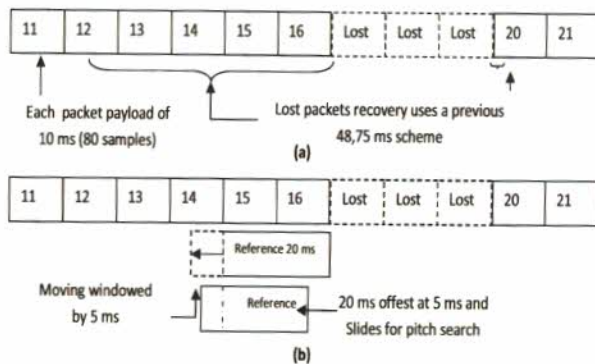 11 12 13 14 15 16 Lost Lost Lost 20 21
Each packet payload of
10 ms (80 samples)
Lost packets recovery uses a previous
48,75 ms scheme
(a)
11 12 13 14 15 16 Lost Lost Lost 20 21
Reference 20 ms
Moving windowed
by 5 ms
Reference
20 ms offest at 5 ms and
Slides for pitch search
(b)